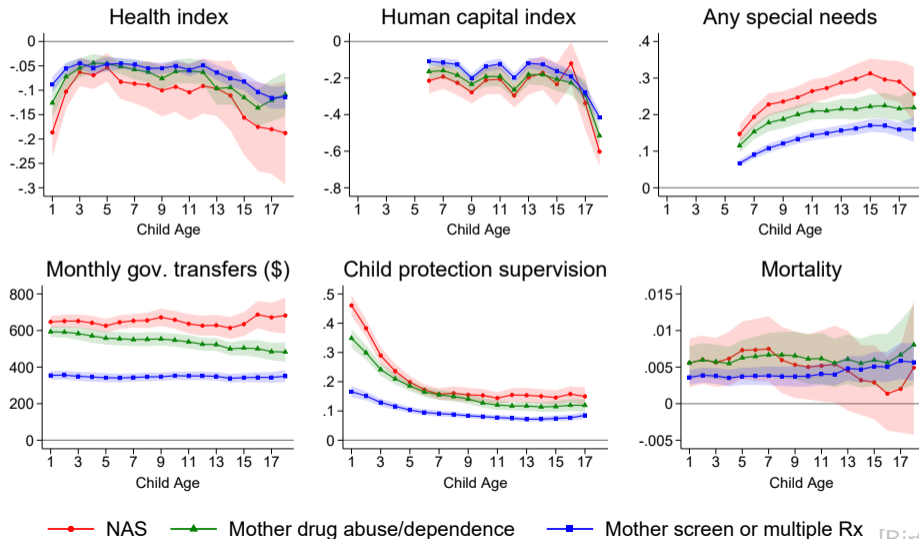 Health index
0
-.05
-.1
-.15
-.2
-.25
-.3
1 3 5 7 9 11 13 15 17
Child Age
Human capital index
0
-.2
-.4
-.6
-.8
1 3 5 7 9 11 13 15 17
Child Age
Any special needs
.4
.3
.2
.1
0
1 3 5 7 9 11 13 15 17
Child Age
Monthly gov. transfers ($)
800
600
400
200
0
1 3 5 7 9 11 13 15 17
Child Age
Child protection supervision
.5
.4
.3
.2
.1
0
1 3 5 7 9 11 13 15 17
Child Age
Mortality
.015
.01
.005
0
-.005
1 3 5 7 9 11 13 15 17
Child Age
NAS
Mother drug abuse/dependence
Mother screen or multiple Rx